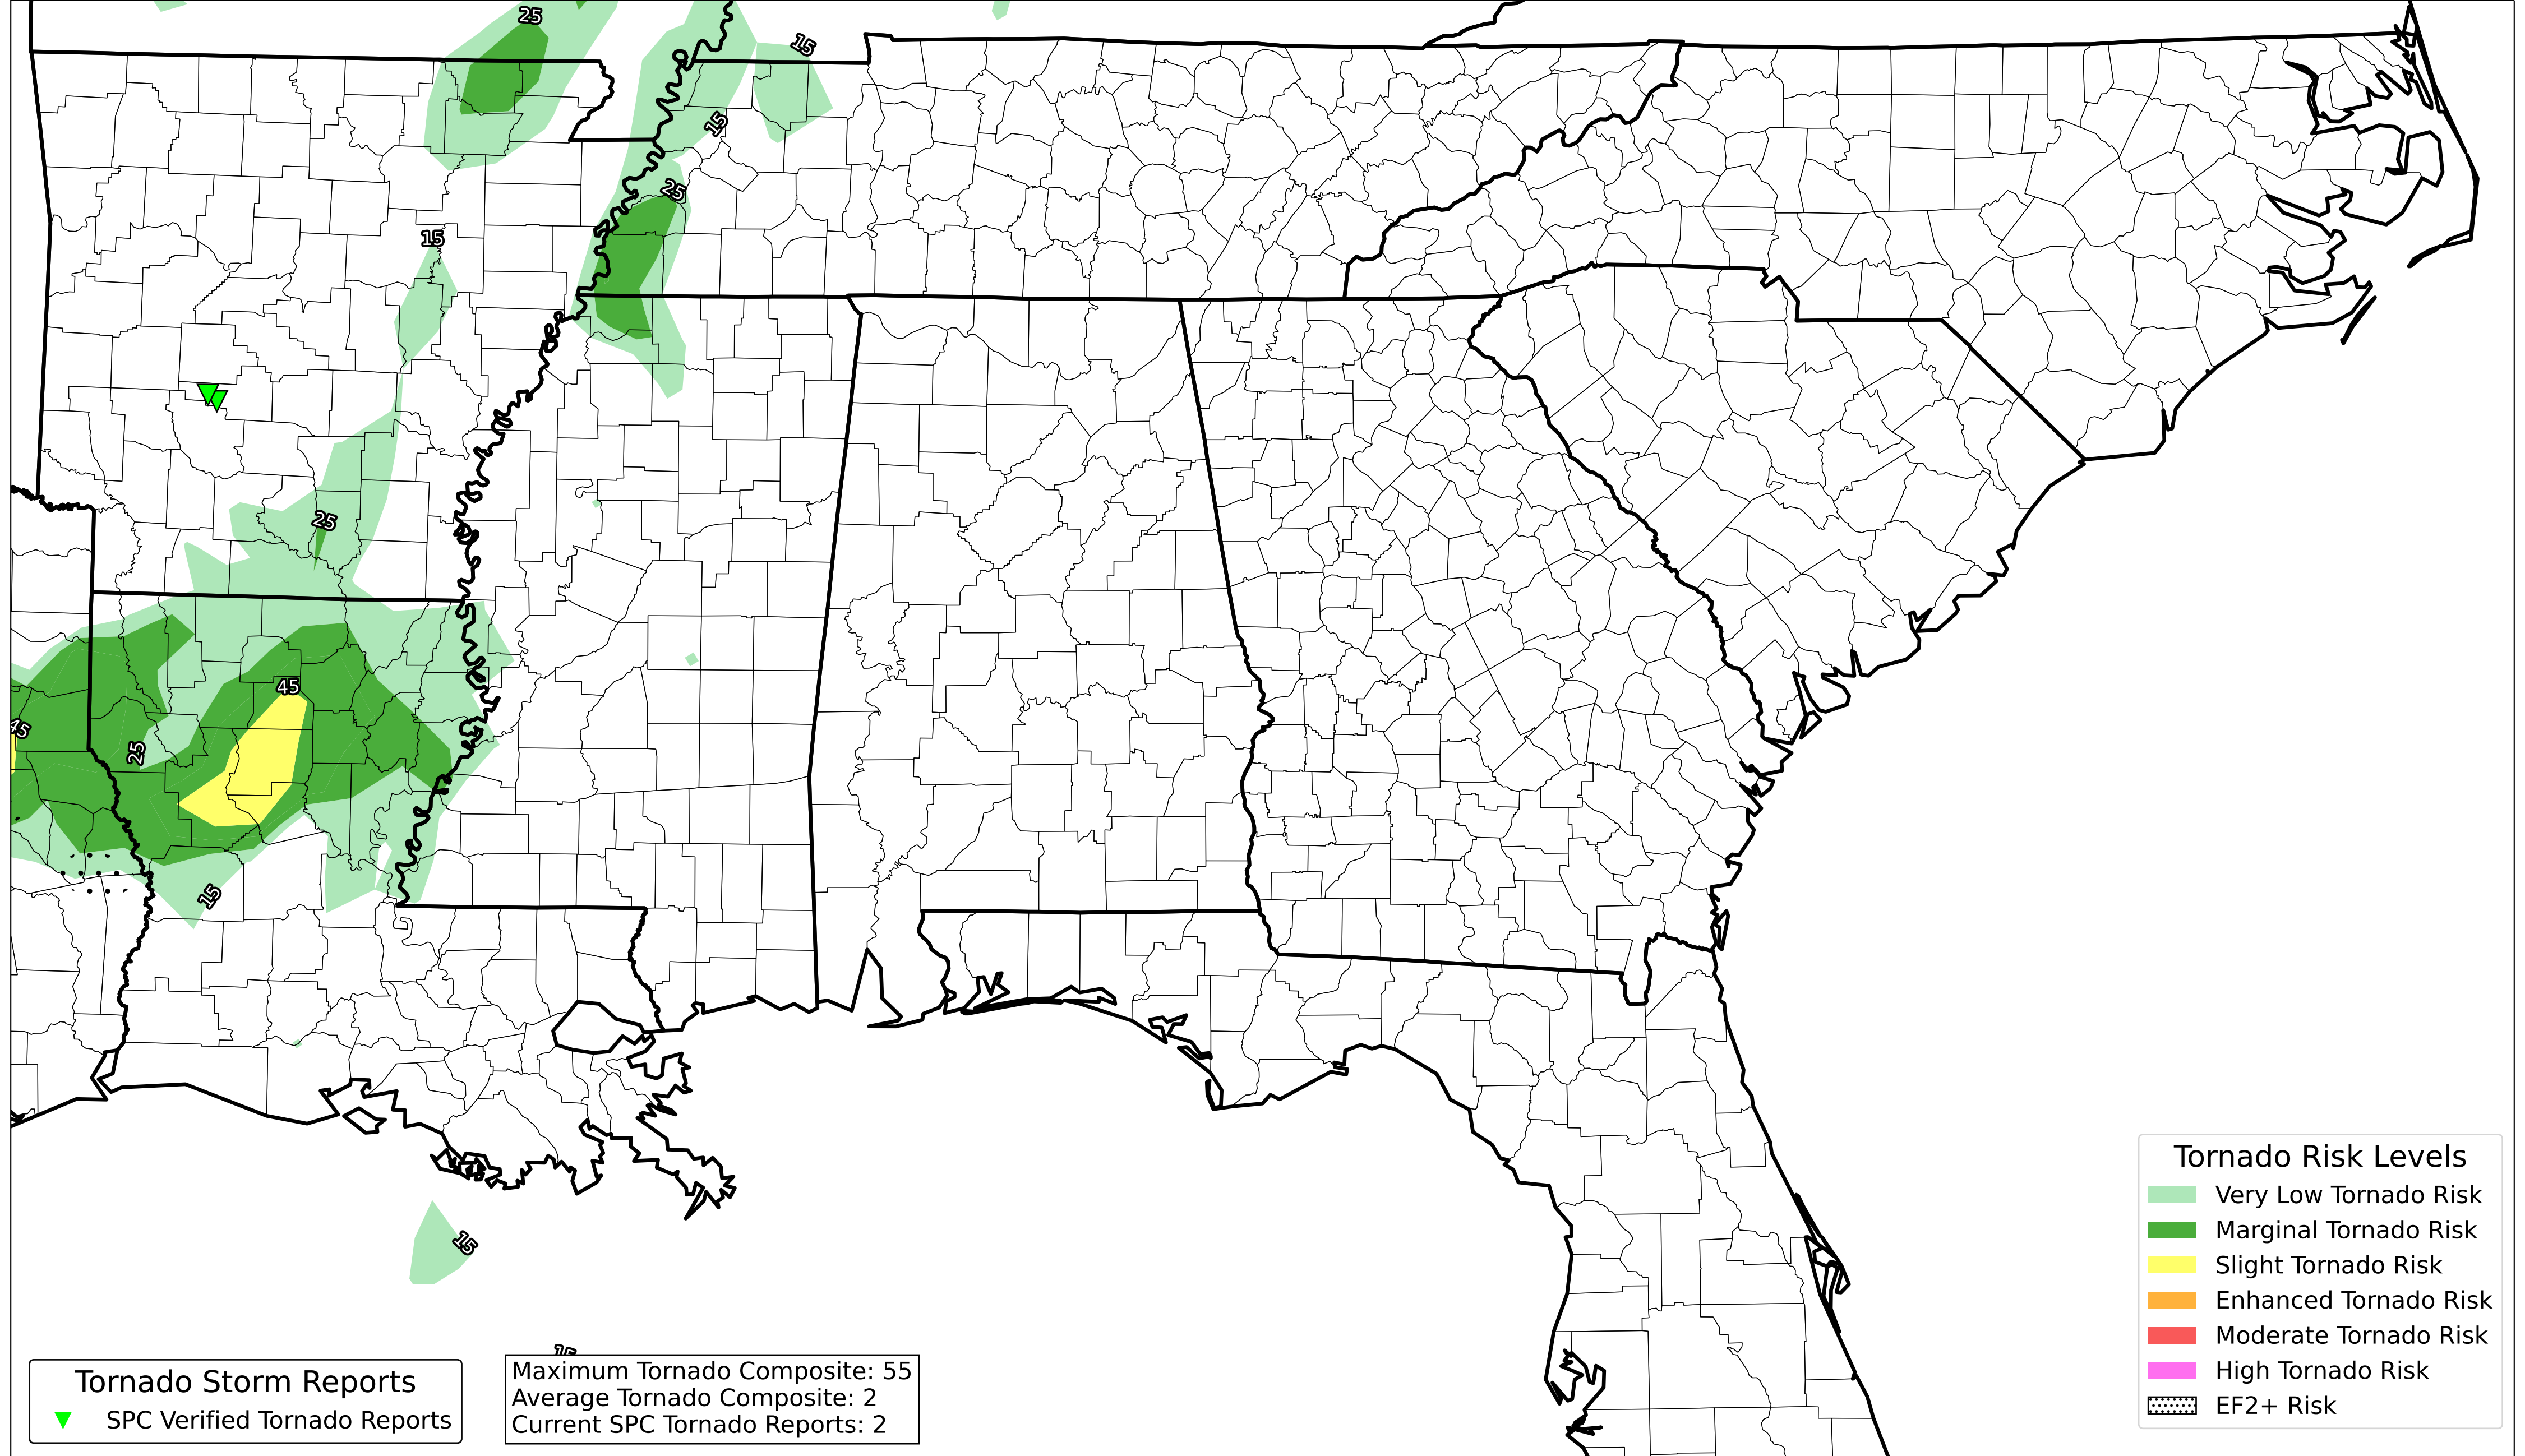 25
15
15
25
15
25
45
45
25
15
15
15
Tornado Risk Levels
Very Low Tornado Risk
Marginal Tornado Risk
Slight Tornado Risk
Enhanced Tornado Risk
Moderate Tornado Risk
High Tornado Risk
EF2+ Risk
Tornado Storm Reports
SPC Verified Tornado Reports
Maximum Tornado Composite: 55
Average Tornado Composite: 2
Current SPC Tornado Reports: 2